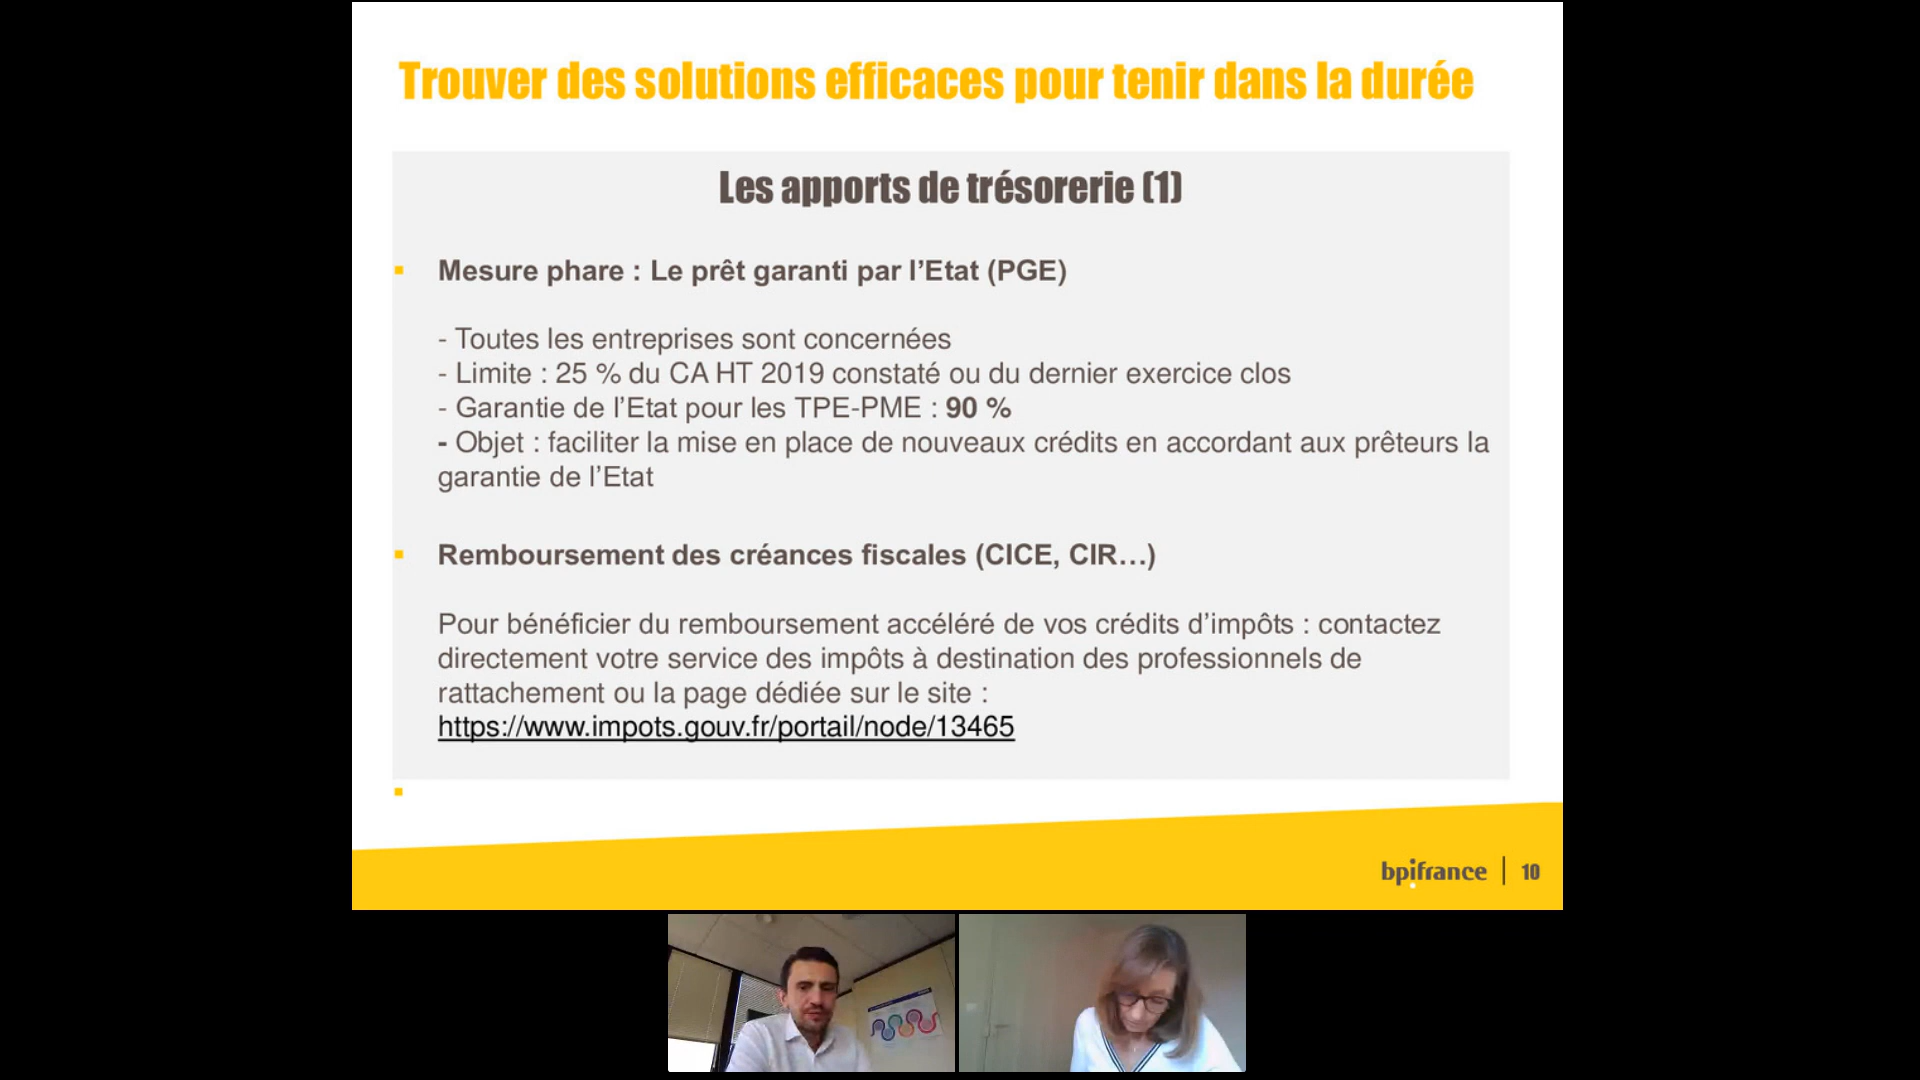 Trouver des solutions efficaces pour tenir dans la durée
Les apports de trésorerie (1)
▪ Mesure phare : Le prêt garanti par l’Etat (PGE)
- Toutes les entreprises sont concernées
- Limite : 25 % du CA HT 2019 constaté ou du dernier exercice clos
- Garantie de l’Etat pour les TPE-PME : 90 %
- Objet : faciliter la mise en place de nouveaux crédits en accordant aux prêteurs la
garantie de l’Etat
▪ Remboursement des créances fiscales (CICE, CIR…)
Pour bénéficier du remboursement accéléré de vos crédits d’impôts : contactez
directement votre service des impôts à destination des professionnels de
rattachement ou la page dédiée sur le site :
https://www.impots.gouv.fr/portail/node/13465
bpifrance | 10